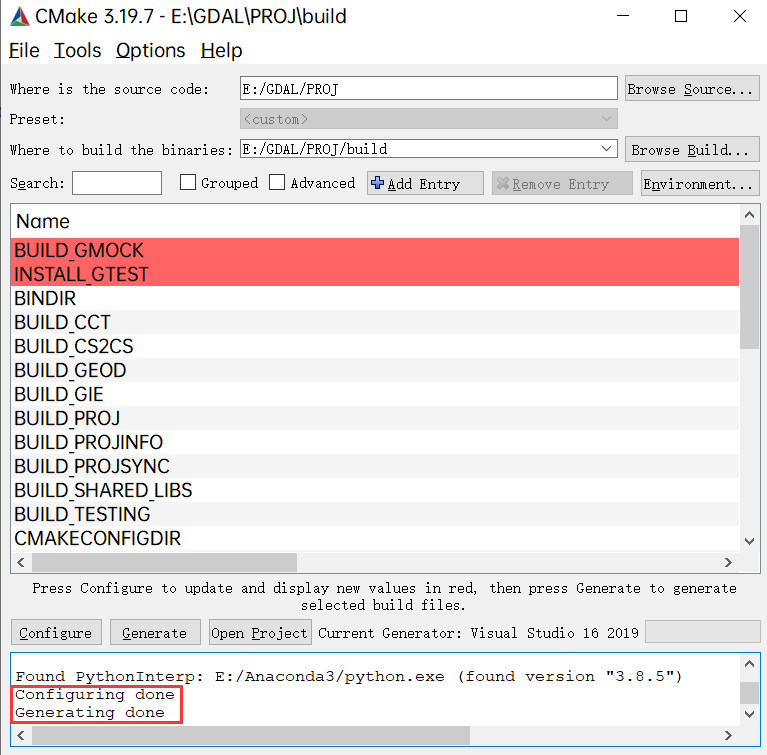 CMake 3.19.7 - E:\GDAL\PROJ\build
File Tools Options Help
Where is the source code: E:/GDAL/PROJ Browse Source...
Preset: <custom>
Where to build the binaries: E:/GDAL/PROJ/build Browse Build...
Search: Grouped Advanced Add Entry Remove Entry Environment...
Name
BUILD_GMOCK
INSTALL_GTEST
BINDIR
BUILD_CCT
BUILD_CS2CS
BUILD_GEOD
BUILD_GIE
BUILD_PROJ
BUILD_PROJINFO
BUILD_PROJSYNC
BUILD_SHARED_LIBS
BUILD_TESTING
CMAKECONFIGDIR
Press Configure to update and display new values in red, then press Generate to generate
selected build files.
Configure Generate Open Project Current Generator: Visual Studio 16 2019
Found PythonInterp: E:/Anaconda3/python.exe (found version "3.8.5")
Configuring done
Generating done